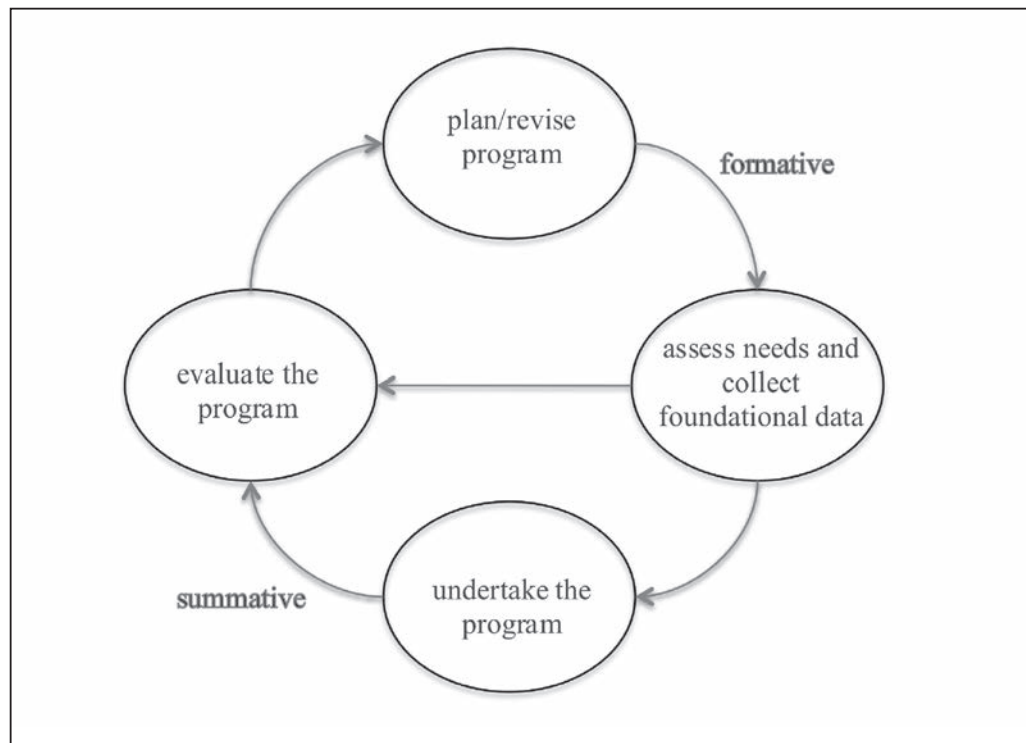 plan/revise
program
formative
assess needs and
collect
foundational data
evaluate the
program
undertake the
program
summative